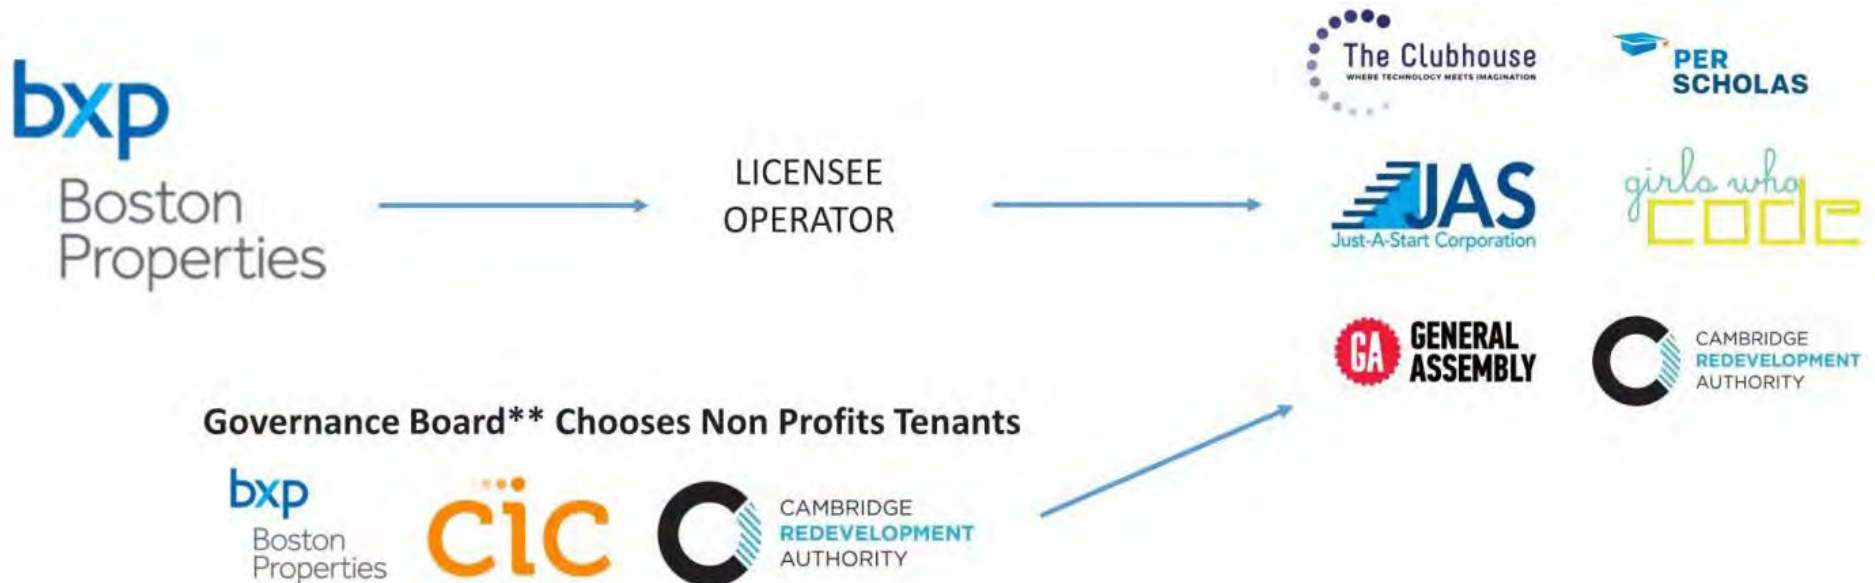 bxp
Boston
Properties
LICENSEE
OPERATOR
The Clubhouse
WHERE TECHNOLOGY MEETS IMAGINATION
PER
SCHOLAS
JAS
Just-A-Start Corporation
girls who
code
GA
GENERAL
ASSEMBLY
CAMBRIDGE
REDEVELOPMENT
AUTHORITY
Governance Board** Chooses Non Profits Tenants
bxp
Boston
Properties
cic
CAMBRIDGE
REDEVELOPMENT
AUTHORITY